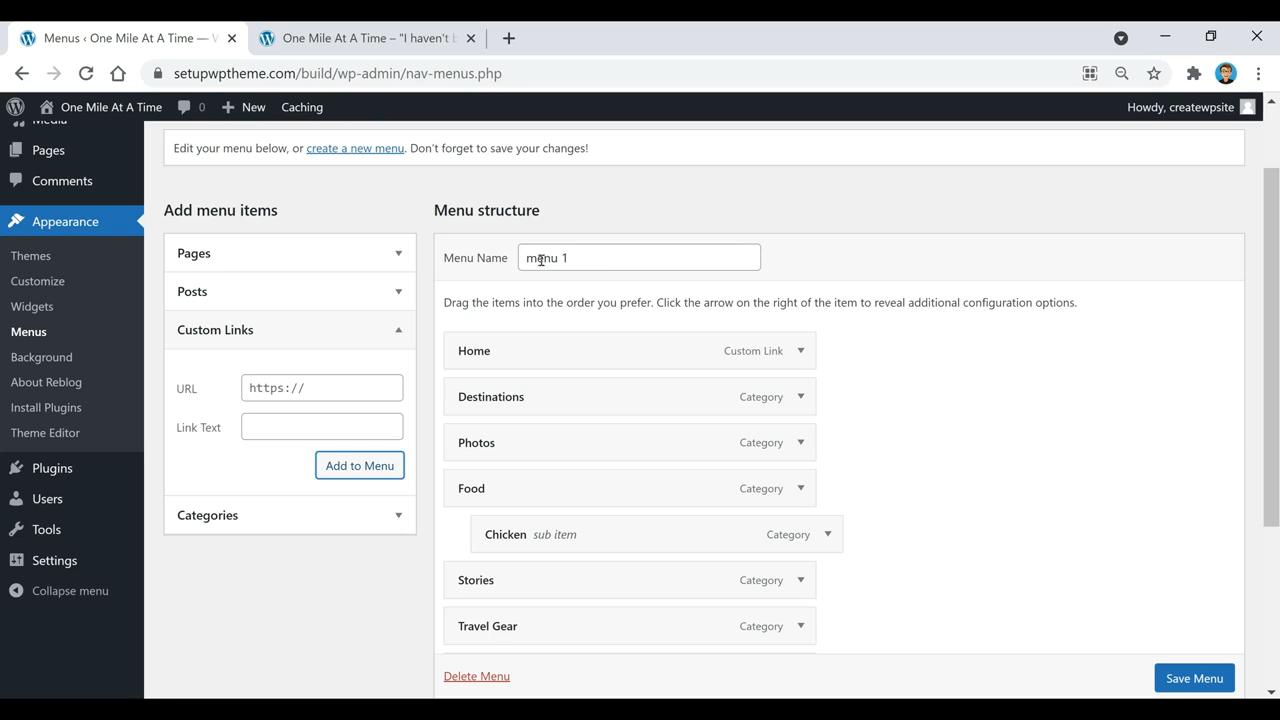 Menus ‹ One Mile At A Time — W
One Mile At A Time – "I haven't b
setupwptheme.com/build/wp-admin/nav-menus.php
One Mile At A Time 0 New Caching Howdy, createwpsite
Media
Pages
Comments
Appearance
Themes
Customize
Widgets
Menus
Background
About Reblog
Install Plugins
Theme Editor
Plugins
Users
Tools
Settings
Collapse menu
Edit your menu below, or create a new menu. Don't forget to save your changes!
Add menu items
Pages
Posts
Custom Links
URL https://
Link Text
Add to Menu
Categories
Menu structure
Menu Name menu 1
Drag the items into the order you prefer. Click the arrow on the right of the item to reveal additional configuration options.
Home Custom Link
Destinations Category
Photos Category
Food Category
Chicken sub item Category
Stories Category
Travel Gear Category
Delete Menu
Save Menu